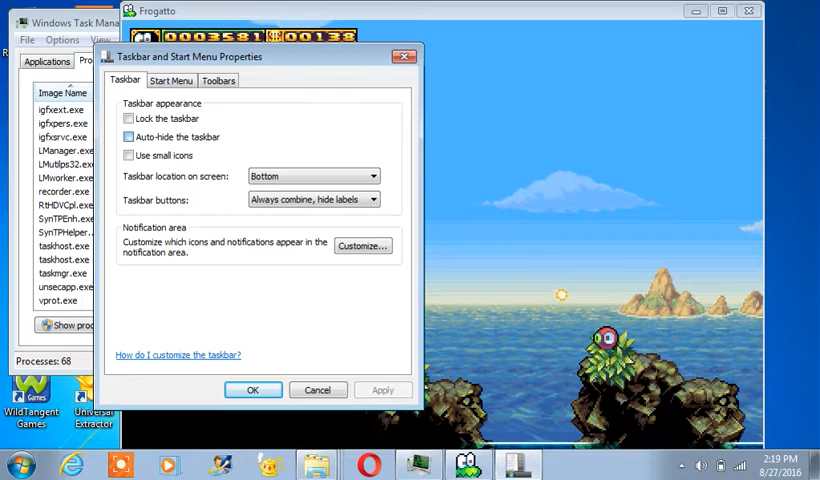 Windows Task Mana
File Options View
Applications Pro
Image Name
igfxext.exe
igfxpers.exe
igfxsrvc.exe
LManager.exe
LMutilps32.exe
LMworker.exe
recorder.exe
RtHDVCpl.exe
SynTPEnh.exe
SynTPHelper...
taskhost.exe
taskhost.exe
taskmgr.exe
unsecapp.exe
vprot.exe
Show proc
Processes: 68
Frogatto
0003581 00138
Taskbar and Start Menu Properties
Taskbar Start Menu Toolbars
Taskbar appearance
Lock the taskbar
Auto-hide the taskbar
Use small icons
Taskbar location on screen: Bottom
Taskbar buttons: Always combine, hide labels
Notification area
Customize which icons and notifications appear in the
notification area.
Customize...
How do I customize the taskbar?
OK Cancel Apply
WildTangent
Games
Universal
Extractor
2:19 PM
8/27/2016